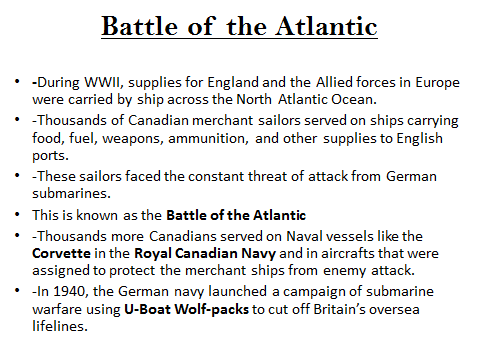 Battle of the Atlantic
• -During WWII, supplies for England and the Allied forces in Europe
were carried by ship across the North Atlantic Ocean.
• -Thousands of Canadian merchant sailors served on ships carrying
food, fuel, weapons, ammunition, and other supplies to English
ports.
• -These sailors faced the constant threat of attack from German
submarines.
• This is known as the Battle of the Atlantic
• -Thousands more Canadians served on Naval vessels like the
Corvette in the Royal Canadian Navy and in aircrafts that were
assigned to protect the merchant ships from enemy attack.
• -In 1940, the German navy launched a campaign of submarine
warfare using U-Boat Wolf-packs to cut off Britain’s oversea
lifelines.